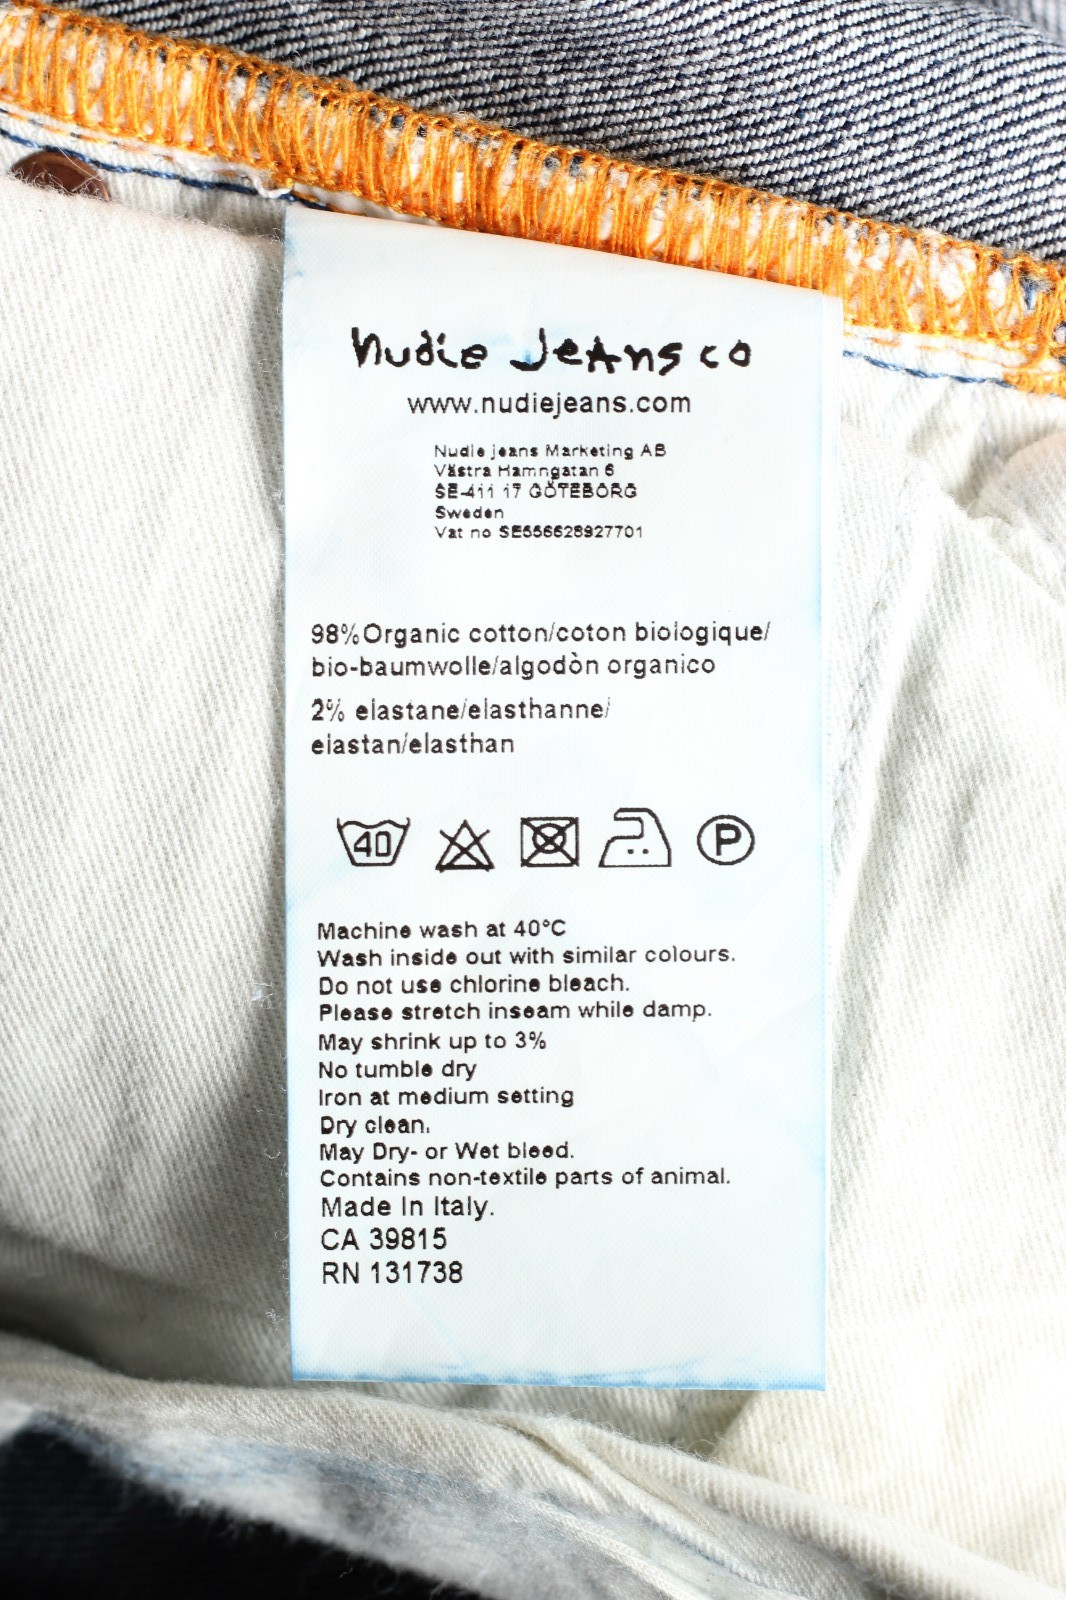 nudie jeans co
www.nudiejeans.com
Nudie jeans Marketing AB
Västra Hamngatan 6
SE-411 17 GÖTEBORG
Sweden
Vat no SE556628927701
98%Organic cotton/coton biologique/
bio-baumwolle/algodòn organico
2% elastane/elasthanne/
elastan/elasthan
40 P
Machine wash at 40°C
Wash inside out with similar colours.
Do not use chlorine bleach.
Please stretch inseam while damp.
May shrink up to 3%
No tumble dry
Iron at medium setting
Dry clean.
May Dry- or Wet bleed.
Contains non-textile parts of animal.
Made In Italy.
CA 39815
RN 131738